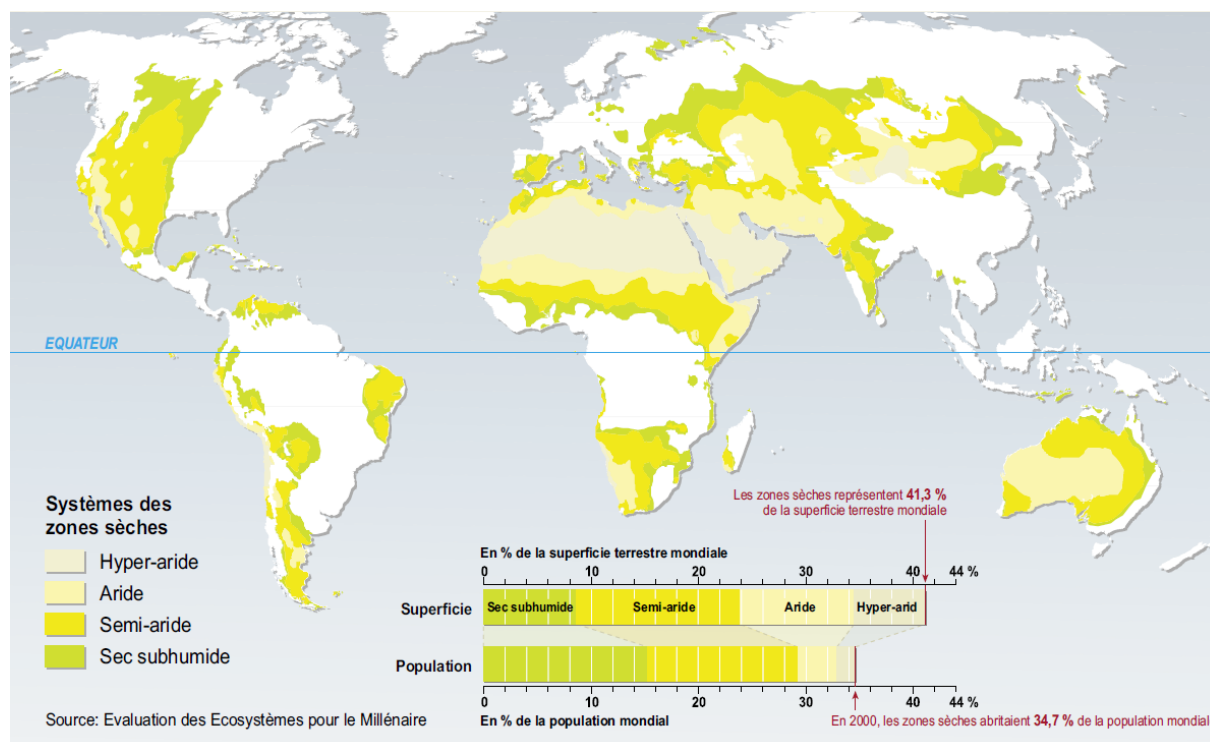 EQUATEUR
Systèmes des
zones sèches
Hyper-aride
Aride
Semi-aride
Sec subhumide
Source: Evaluation des Ecosystèmes pour le Millénaire
Les zones sèches représentent 41,3 %
de la superficie terrestre mondiale
En % de la superficie terrestre mondiale
0 10 20 30 40 44 %
Superficie
Sec subhumide Semi-aride Aride Hyper-arid
Population
0 10 20 30 40 44 %
En % de la population mondial
En 2000, les zones sèches abritaient 34,7 % de la population mondial